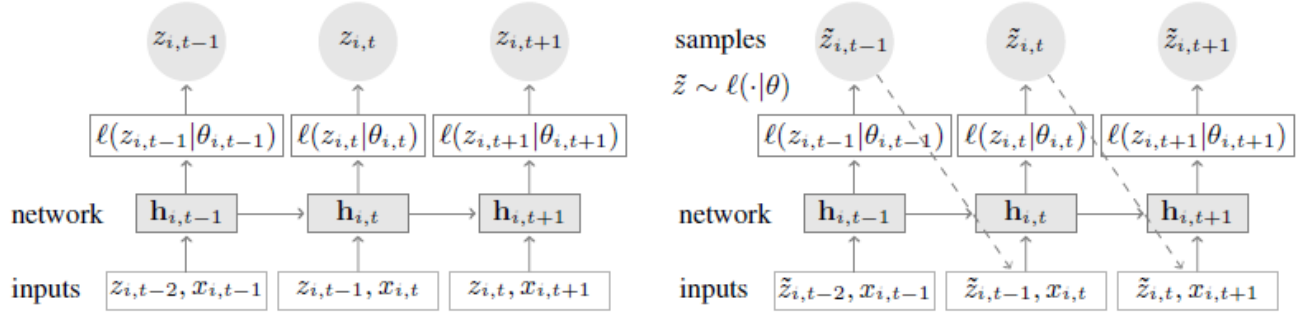 z_{i,t−1} z_{i,t} z_{i,t+1}
ℓ(z_{i,t−1}|θ_{i,t−1}) ℓ(z_{i,t}|θ_{i,t}) ℓ(z_{i,t+1}|θ_{i,t+1})
network h_{i,t−1} h_{i,t} h_{i,t+1}
inputs z_{i,t−2}, x_{i,t−1} z_{i,t−1}, x_{i,t} z_{i,t}, x_{i,t+1}
samples z̃_{i,t−1} z̃_{i,t} z̃_{i,t+1}
z̃ ∼ ℓ(·|θ)
ℓ(z_{i,t−1}|θ_{i,t−1}) ℓ(z_{i,t}|θ_{i,t}) ℓ(z_{i,t+1}|θ_{i,t+1})
network h_{i,t−1} h_{i,t} h_{i,t+1}
inputs z̃_{i,t−2}, x_{i,t−1} z̃_{i,t−1}, x_{i,t} z̃_{i,t}, x_{i,t+1}